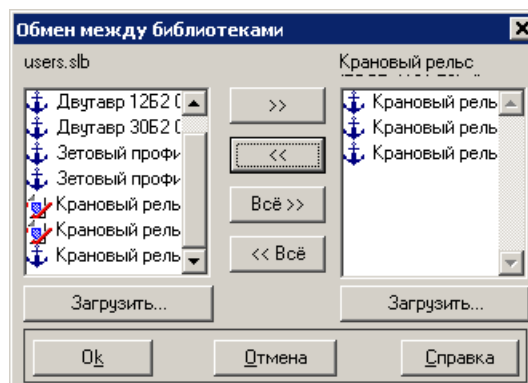 Обмен между библиотеками
users.slb
Крановый рельс
Двутавр 12Б2 (
Двутавр 30Б2 (
Зетовый профи
Зетовый профи
Крановый рель
Крановый рель
Крановый рель
>>
<<
Всё >>
<< Всё
Крановый рель
Крановый рель
Крановый рель
Загрузить...
Загрузить...
Ok
Отмена
Справка